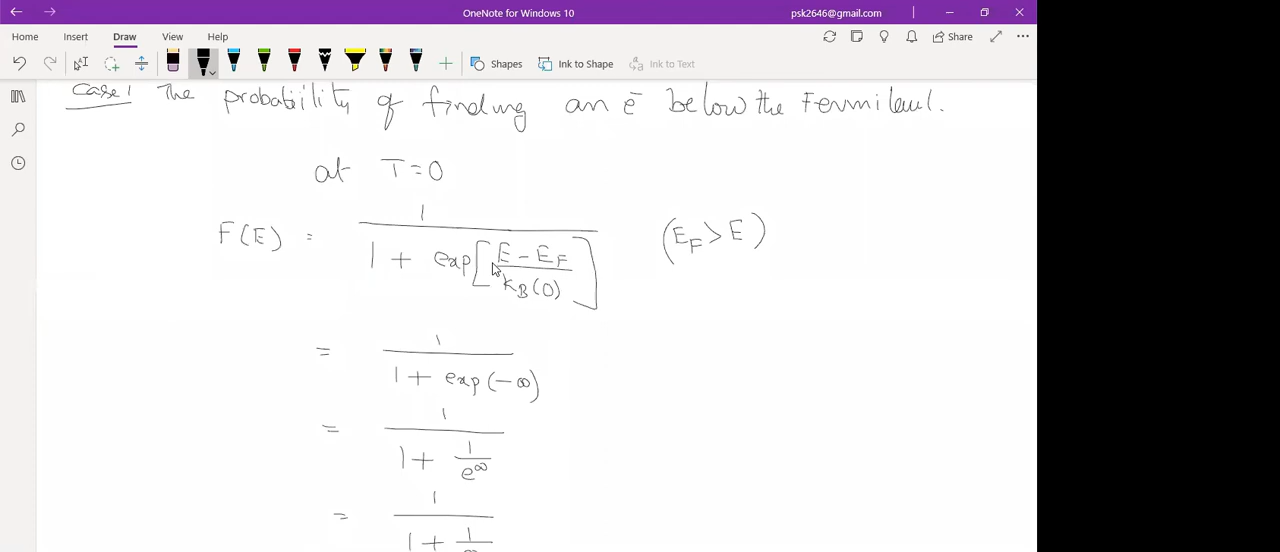 OneNote for Windows 10
psk2646@gmail.com
Home Insert Draw View Help
Share
Shapes Ink to Shape Ink to Text
Case 1 The probability of finding an e⁻ below the Fermi level.
at T = 0
F(E) = 1 / (1 + exp[(E - E_F) / k_B(0)]) (E_F > E)
= 1 / (1 + exp(-∞))
= 1 / (1 + 1/e^∞)
= 1 / (1 + 1/∞)